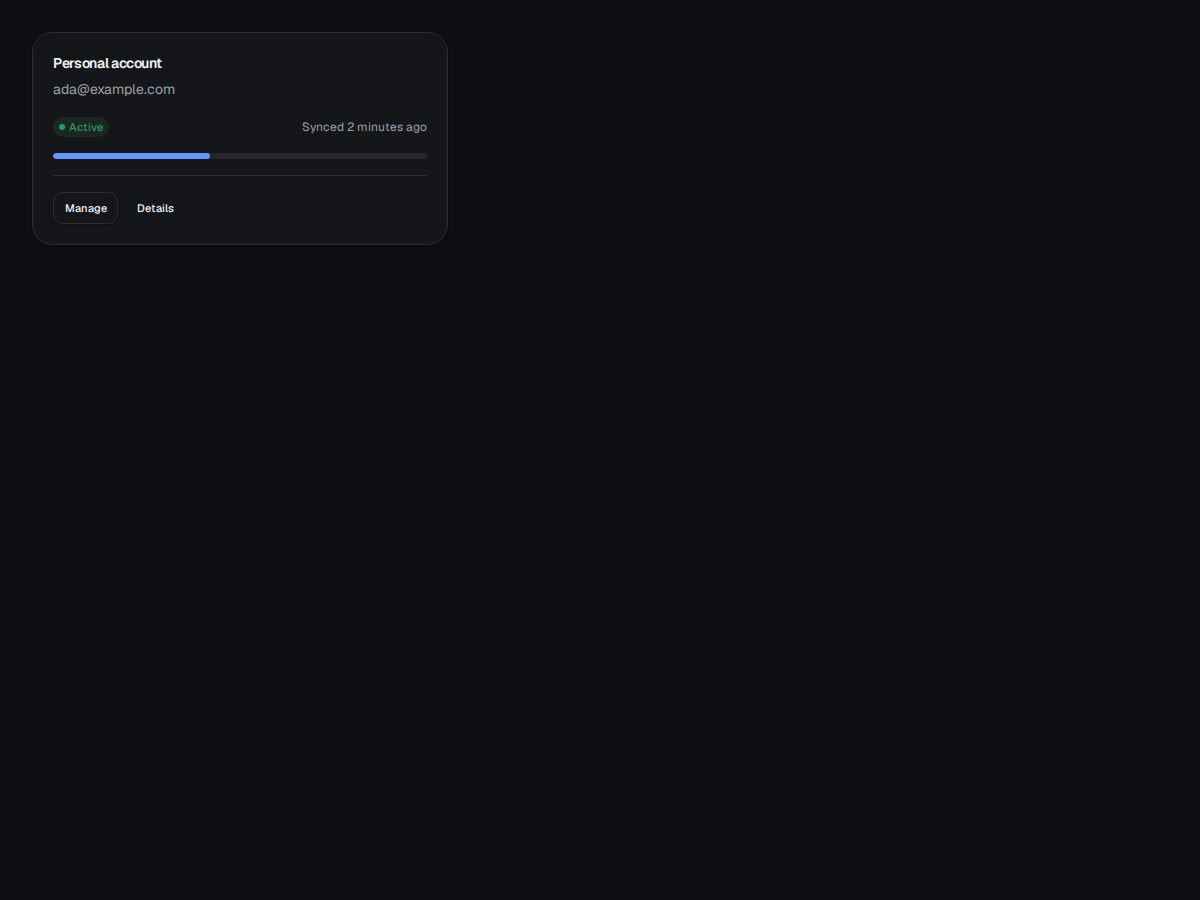 Personal account
ada@example.com
Active
Synced 2 minutes ago
Manage
Details